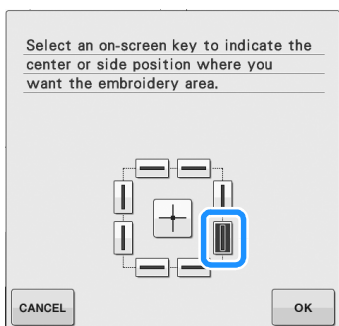 Select an on-screen key to indicate the
center or side position where you
want the embroidery area.
CANCEL
OK